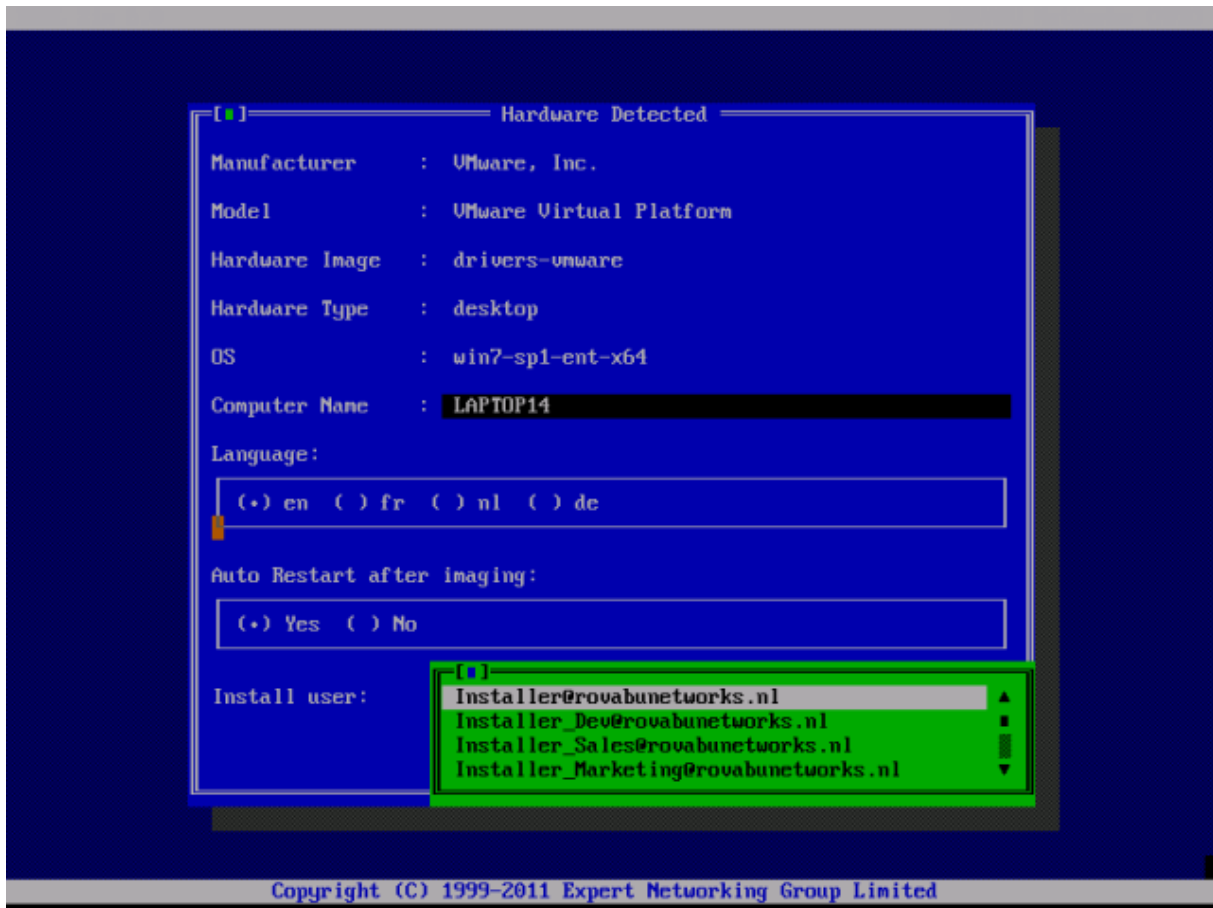 Hardware Detected
Manufacturer : VMware, Inc.
Model : VMware Virtual Platform
Hardware Image : drivers-vmware
Hardware Type : desktop
OS : win7-sp1-ent-x64
Computer Name : LAPTOP14
Language:
(•) en ( ) fr ( ) nl ( ) de
Auto Restart after imaging:
(•) Yes ( ) No
Install user: Installer@rovabunetworks.nl
Installer_Dev@rovabunetworks.nl
Installer_Sales@rovabunetworks.nl
Installer_Marketing@rovabunetworks.nl
Copyright (C) 1999-2011 Expert Networking Group Limited